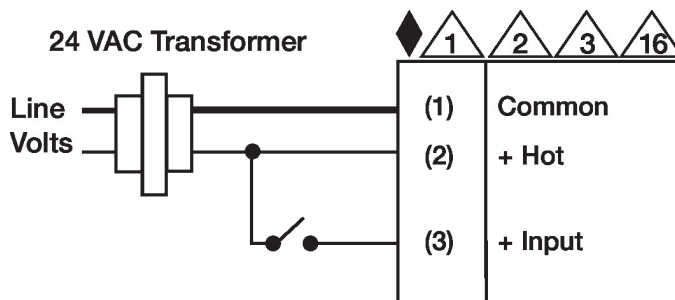 24 VAC Transformer
1 2 3 16
Line
Volts
(1) Common
(2) + Hot
(3) + Input